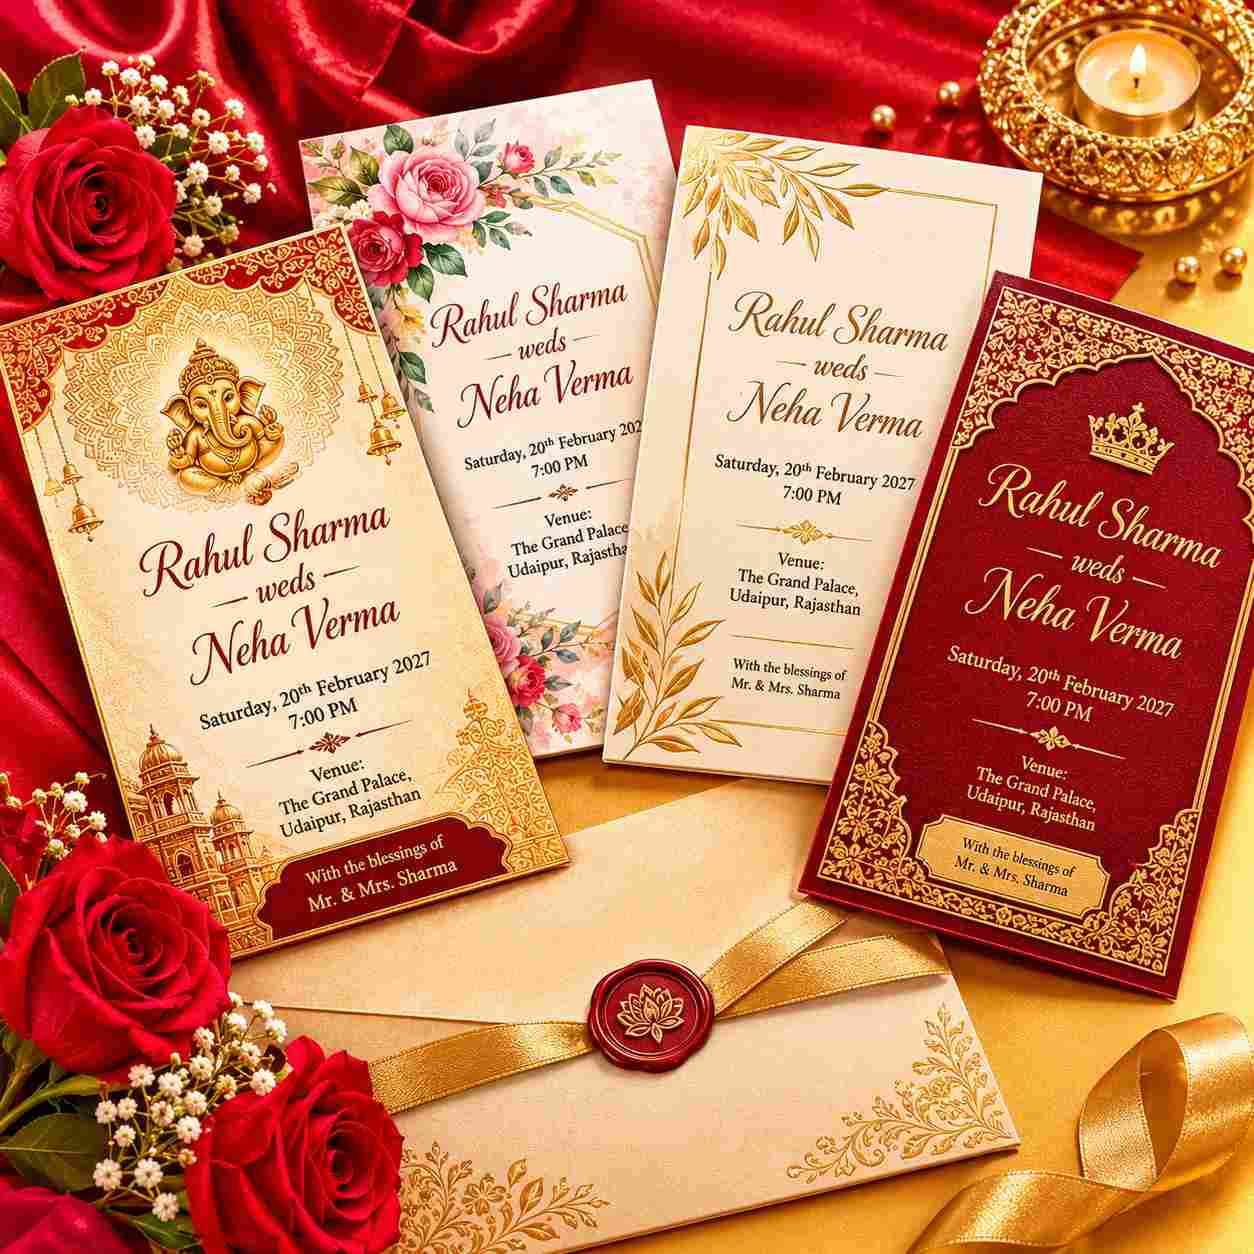 Rahul Sharma
weds
Neha Verma
Saturday, 20th February 2027
7:00 PM
Venue:
The Grand Palace,
Udaipur, Rajasthan
With the blessings of
Mr. & Mrs. Sharma
Rahul Sharma
weds
Neha Verma
Saturday, 20th February 202
7:00 PM
Venue:
The Grand Palace,
Udaipur, Rajastha
Rahul Sharma
weds
Neha Verma
Saturday, 20th February 2027
7:00 PM
Venue:
The Grand Palace,
Udaipur, Rajasthan
With the blessings of
Mr. & Mrs. Sharma
Rahul Sharma
weds
Neha Verma
Saturday, 20th February 2027
7:00 PM
Venue:
The Grand Palace,
Udaipur, Rajasthan
With the blessings of
Mr. & Mrs. Sharma